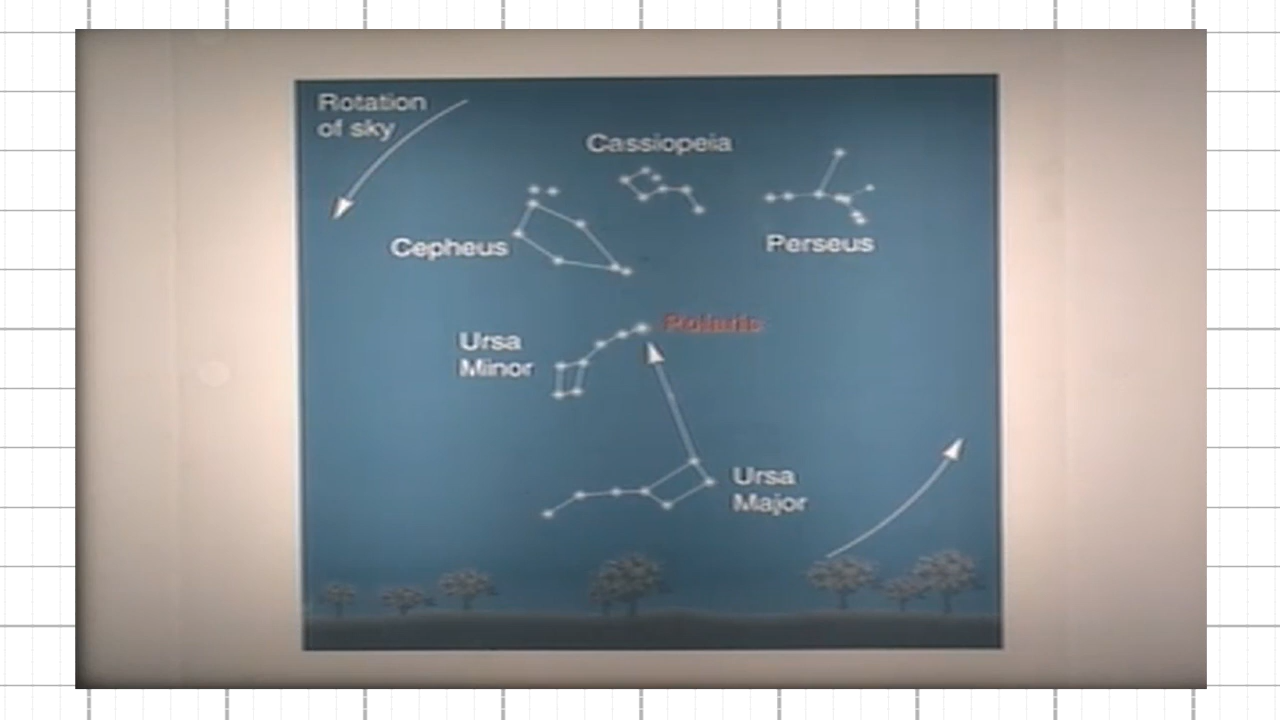 Rotation
of sky
Cassiopeia
Cepheus
Perseus
Ursa
Minor
Polaris
Ursa
Major